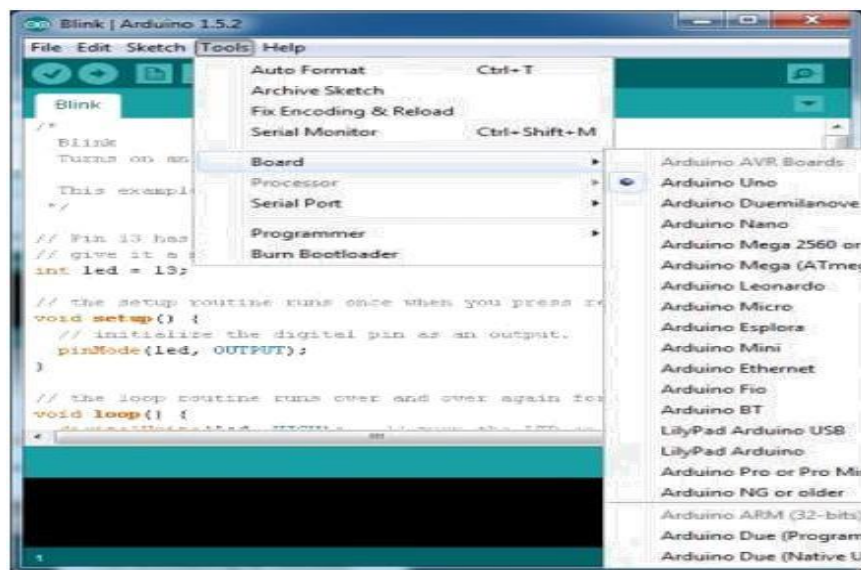 Blink | Arduino 1.5.2
File Edit Sketch Tools Help
Auto Format Ctrl+T
Archive Sketch
Fix Encoding & Reload
Serial Monitor Ctrl+Shift+M
Board
Processor
Serial Port
Programmer
Burn Bootloader
Arduino AVR Boards
Arduino Uno
Arduino Duemilanove
Arduino Nano
Arduino Mega 2560 or
Arduino Mega (ATmeg
Arduino Leonardo
Arduino Micro
Arduino Esplora
Arduino Mini
Arduino Ethernet
Arduino Fio
Arduino BT
LilyPad Arduino USB
LilyPad Arduino
Arduino Pro or Pro Mi
Arduino NG or older
Arduino ARM (32-bits)
Arduino Due (Program
Arduino Due (Native U
Blink
/*
Blink
Turns on an
This exampl
*/
// Pin 13 has
// give it a
int led = 13;
// the setup routine runs once when you press re
void setup() {
// initialize the digital pin as an output.
pinMode(led, OUTPUT);
}
// the loop routine runs over and over again for
void loop() {
1